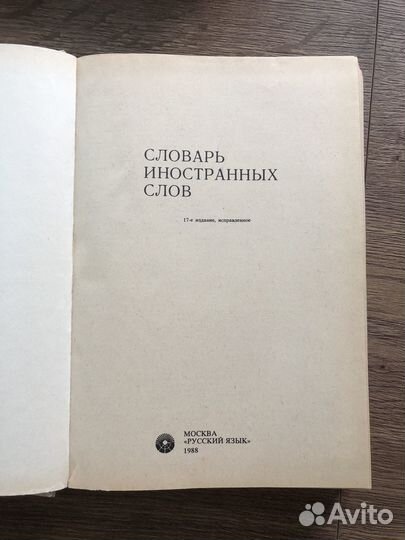 СЛОВАРЬ
ИНОСТРАННЫХ
СЛОВ
17-е издание, исправленное
МОСКВА
«РУССКИЙ ЯЗЫК»
1988
Avito